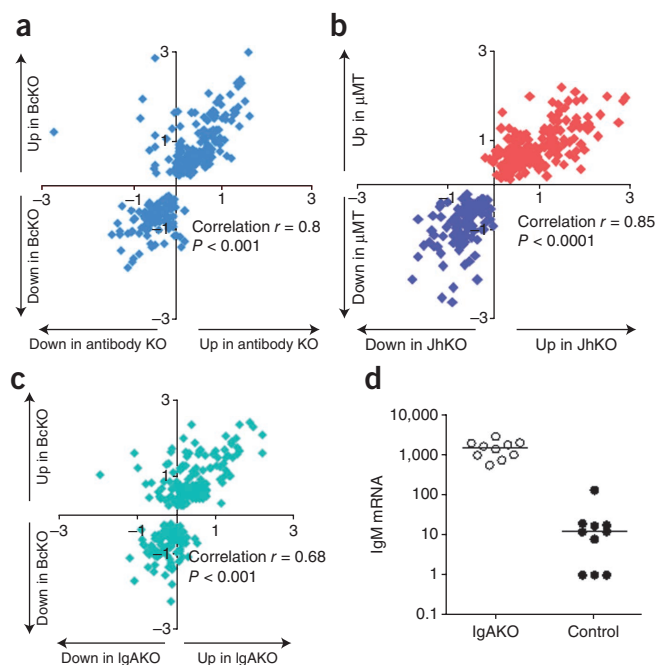 a
Up in BcKO
Down in BcKO
3
1
–1
1
3
–1
–3
Correlation r = 0.8
P < 0.001
Down in antibody KO
Up in antibody KO
b
Up in μMT
Down in μMT
3
1
–1
1
3
–1
–3
Correlation r = 0.85
P < 0.0001
Down in JhKO
Up in JhKO
c
Up in BcKO
Down in BcKO
3
1
–3
–1
1
3
–1
–3
Correlation r = 0.68
P < 0.001
Down in IgAKO
Up in IgAKO
d
IgM mRNA
10,000
1,000
100
10
1
0.1
IgAKO
Control
–3
–3